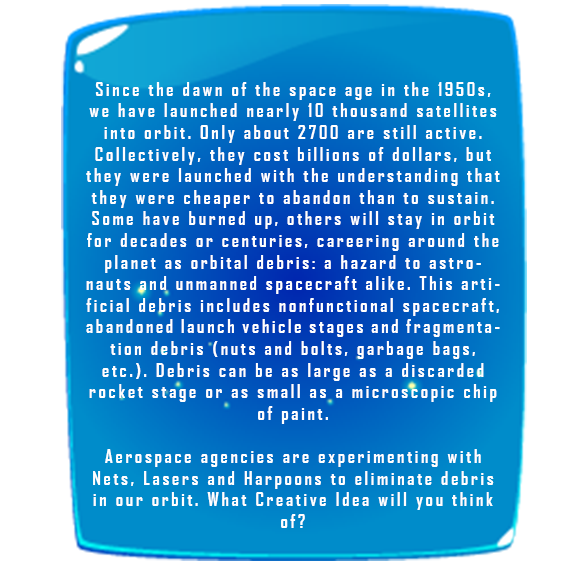 Since the dawn of the space age in the 1950s,
we have launched nearly 10 thousand satellites
into orbit. Only about 2700 are still active.
Collectively, they cost billions of dollars, but
they were launched with the understanding that
they were cheaper to abandon than to sustain.
Some have burned up, others will stay in orbit
for decades or centuries, careering around the
planet as orbital debris: a hazard to astro-
nauts and unmanned spacecraft alike. This arti-
ficial debris includes nonfunctional spacecraft,
abandoned launch vehicle stages and fragmenta-
tion debris (nuts and bolts, garbage bags,
etc.). Debris can be as large as a discarded
rocket stage or as small as a microscopic chip
of paint.

Aerospace agencies are experimenting with
Nets, Lasers and Harpoons to eliminate debris
in our orbit. What Creative Idea will you think
of?